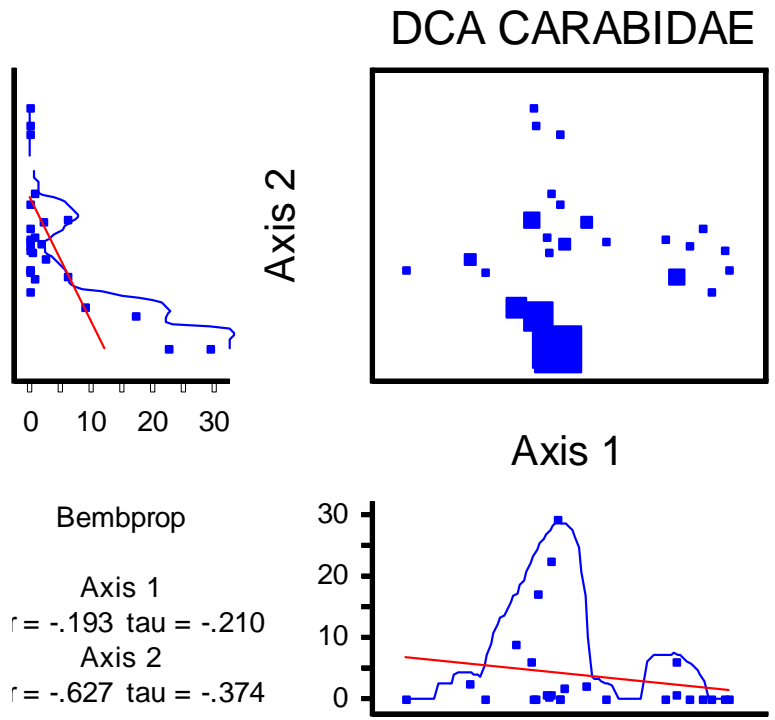 DCA CARABIDAE
Axis 2
0 10 20 30
Axis 1
Bembprop
Axis 1
r = -.193 tau = -.210
Axis 2
r = -.627 tau = -.374
30
20
10
0